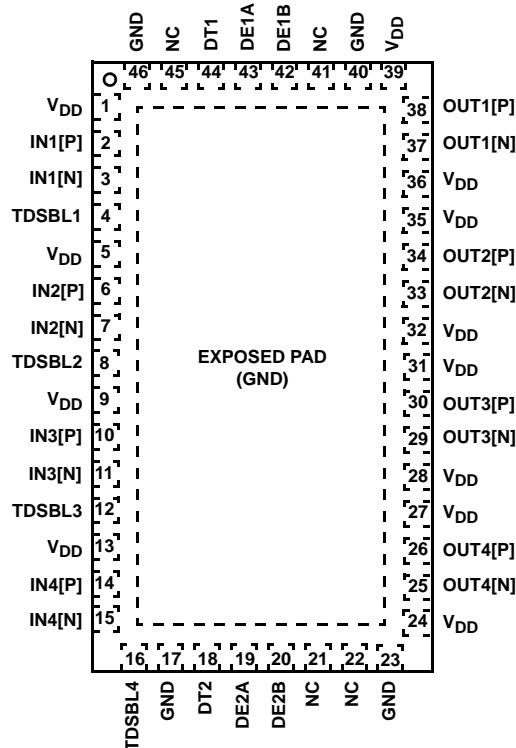 GND NC DT1 DE1A DE1B NC GND VDD
46 45 44 43 42 41 40 39
VDD 1 38 OUT1[P]
IN1[P] 2 37 OUT1[N]
IN1[N] 3 36 VDD
TDSBL1 4 35 VDD
VDD 5 34 OUT2[P]
IN2[P] 6 33 OUT2[N]
IN2[N] 7 32 VDD
TDSBL2 8 31 VDD
VDD 9 30 OUT3[P]
IN3[P] 10 29 OUT3[N]
IN3[N] 11 28 VDD
TDSBL3 12 27 VDD
VDD 13 26 OUT4[P]
IN4[P] 14 25 OUT4[N]
IN4[N] 15 24 VDD
EXPOSED PAD
(GND)
16 17 18 19 20 21 22 23
TDSBL4 GND DT2 DE2A DE2B NC NC GND